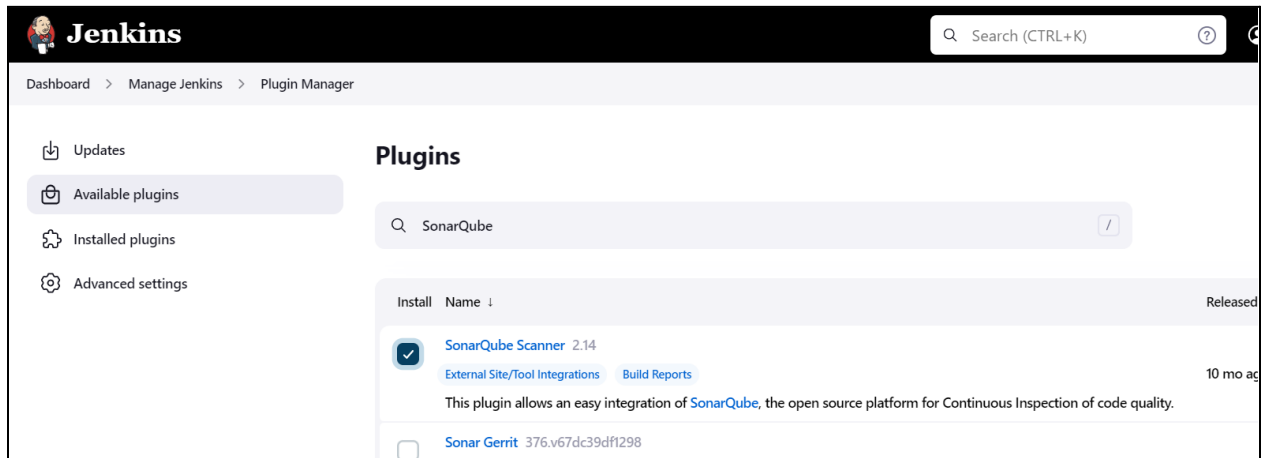 Jenkins
Search (CTRL+K)
Dashboard > Manage Jenkins > Plugin Manager
Updates
Available plugins
Installed plugins
Advanced settings
Plugins
SonarQube /
Install Name ↓ Released
SonarQube Scanner 2.14
External Site/Tool Integrations Build Reports
10 mo
This plugin allows an easy integration of SonarQube, the open source platform for Continuous Inspection of code quality.
Sonar Gerrit 376.v67dc39df1298